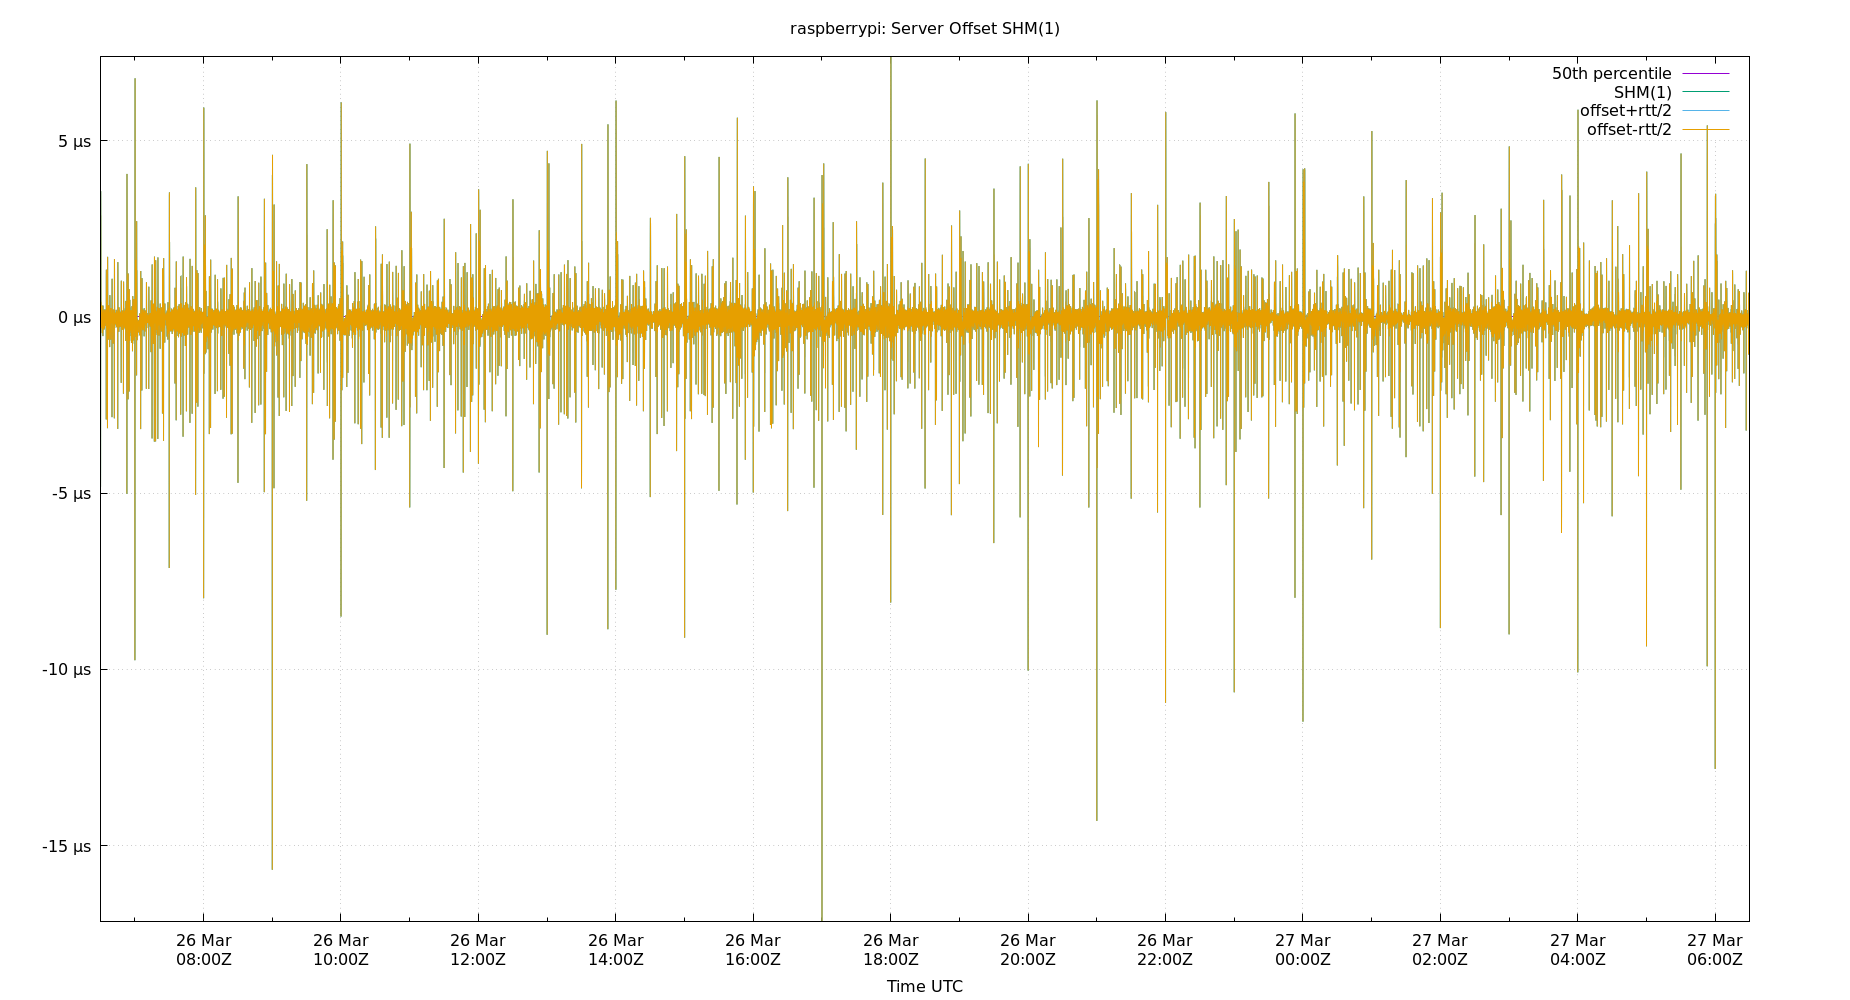 raspberrypi: Server Offset SHM(1)
50th percentile
SHM(1)
offset+rtt/2
offset-rtt/2
5 µs
0 µs
-5 µs
-10 µs
-15 µs
26 Mar 26 Mar 26 Mar 26 Mar 26 Mar 26 Mar 26 Mar 26 Mar 27 Mar 27 Mar 27 Mar 27 Mar
08:00Z 10:00Z 12:00Z 14:00Z 16:00Z 18:00Z 20:00Z 22:00Z 00:00Z 02:00Z 04:00Z 06:00Z
Time UTC